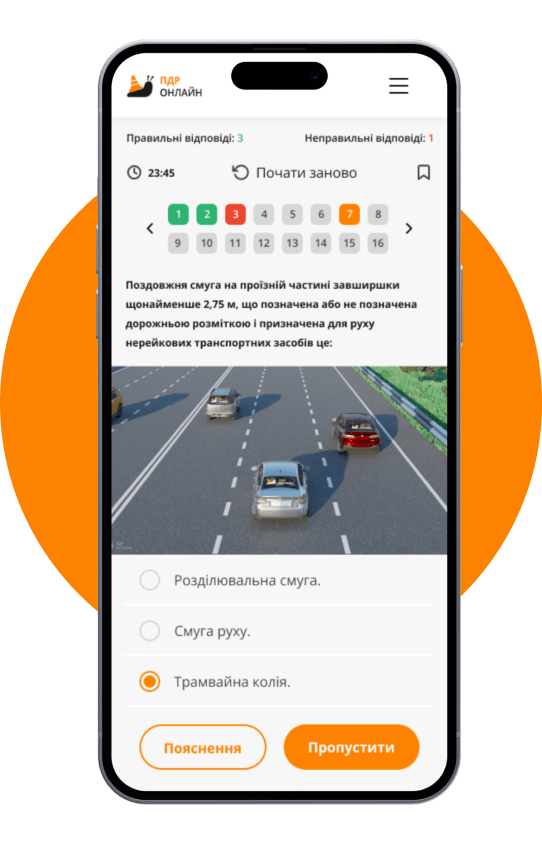 ПДР
ОНЛАЙН
Правильні відповіді: 3 Неправильні відповіді: 1
23:45 Почати заново
1 2 3 4 5 6 7 8
9 10 11 12 13 14 15 16
Поздовжня смуга на проїзній частині завширшки
щонайменше 2,75 м, що позначена або не позначена
дорожньою розміткою і призначена для руху
нерейкових транспортних засобів це:
ПДР
ОНЛАЙН
Розділювальна смуга.
Смуга руху.
Трамвайна колія.
Пояснення Пропустити